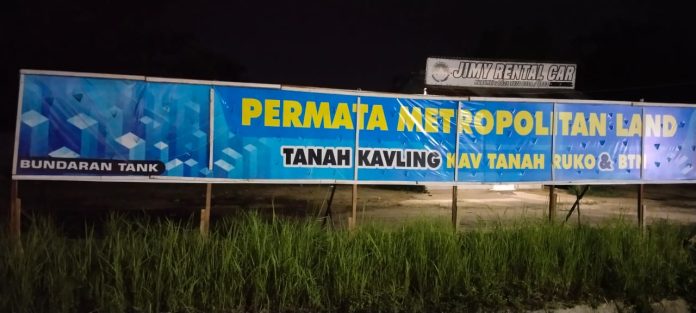 JIMY RENTAL CAR
PERMATA METROPOLITAN LAND
TANAH KAVLING KAV TANAH RUKO & BTN
BUNDARAN TANK